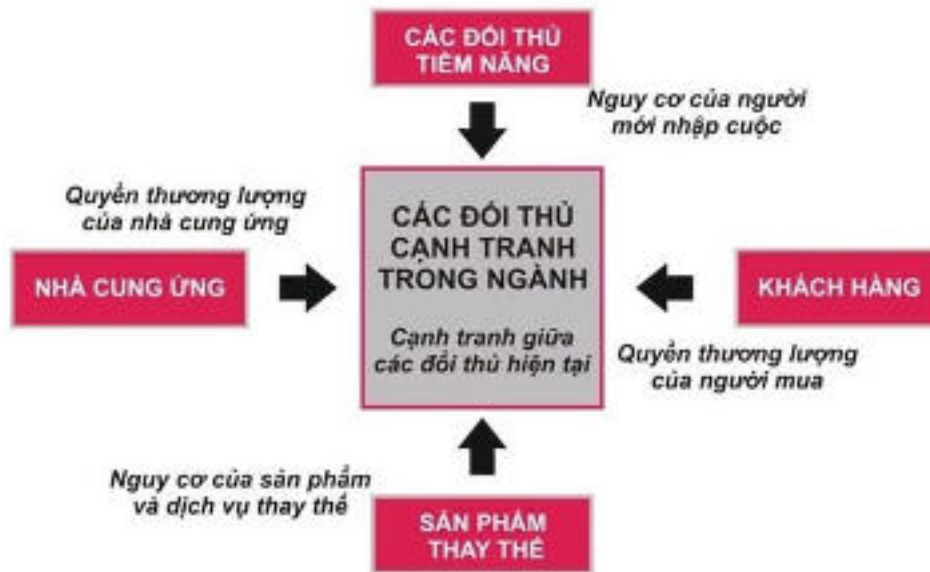 CÁC ĐỐI THỦ
TIỀM NĂNG
Nguy cơ của người
mới nhập cuộc
Quyền thương lượng
của nhà cung ứng
CÁC ĐỐI THỦ
CẠNH TRANH
TRONG NGÀNH
NHÀ CUNG ỨNG
KHÁCH HÀNG
Cạnh tranh giữa
các đối thủ hiện tại
Quyền thương lượng
của người mua
Nguy cơ của sản phẩm
và dịch vụ thay thế
SẢN PHẨM
THAY THẾ